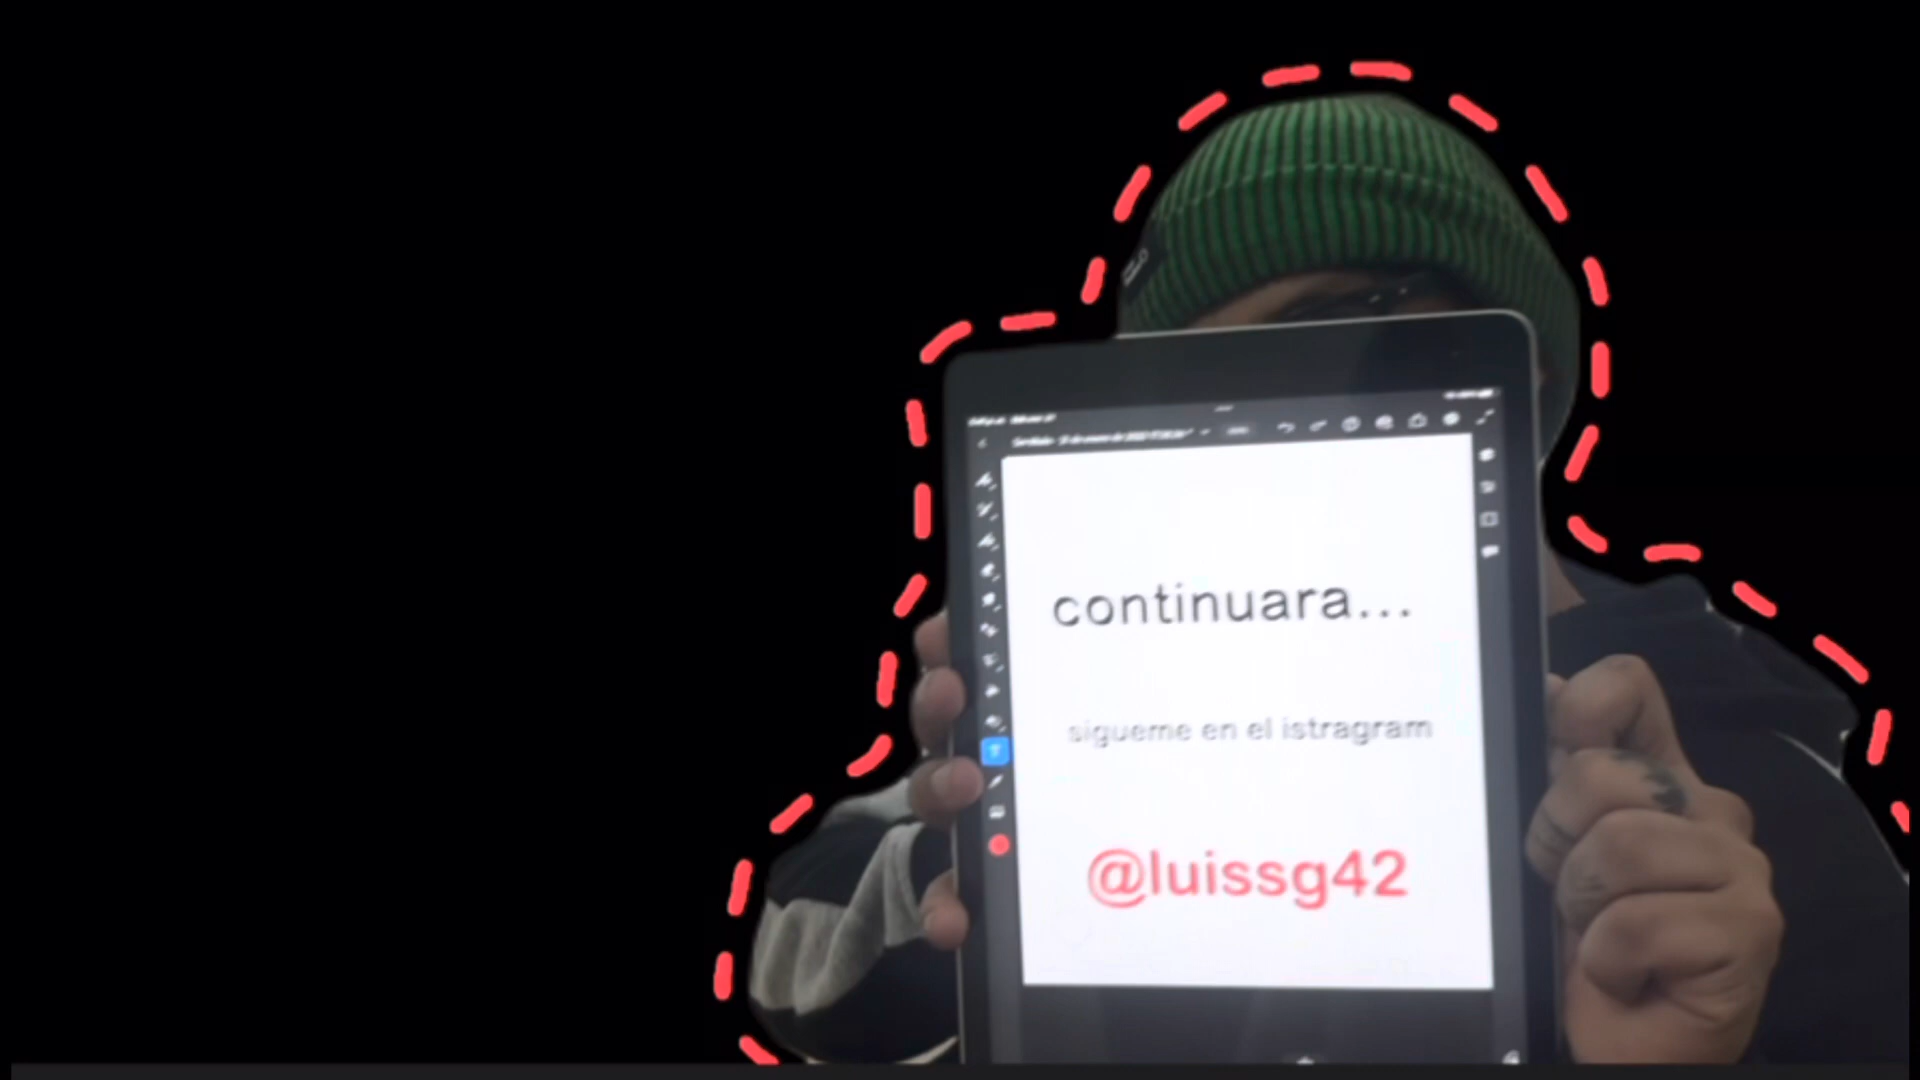 continuara...
sigueme en el istragram
@luissg42